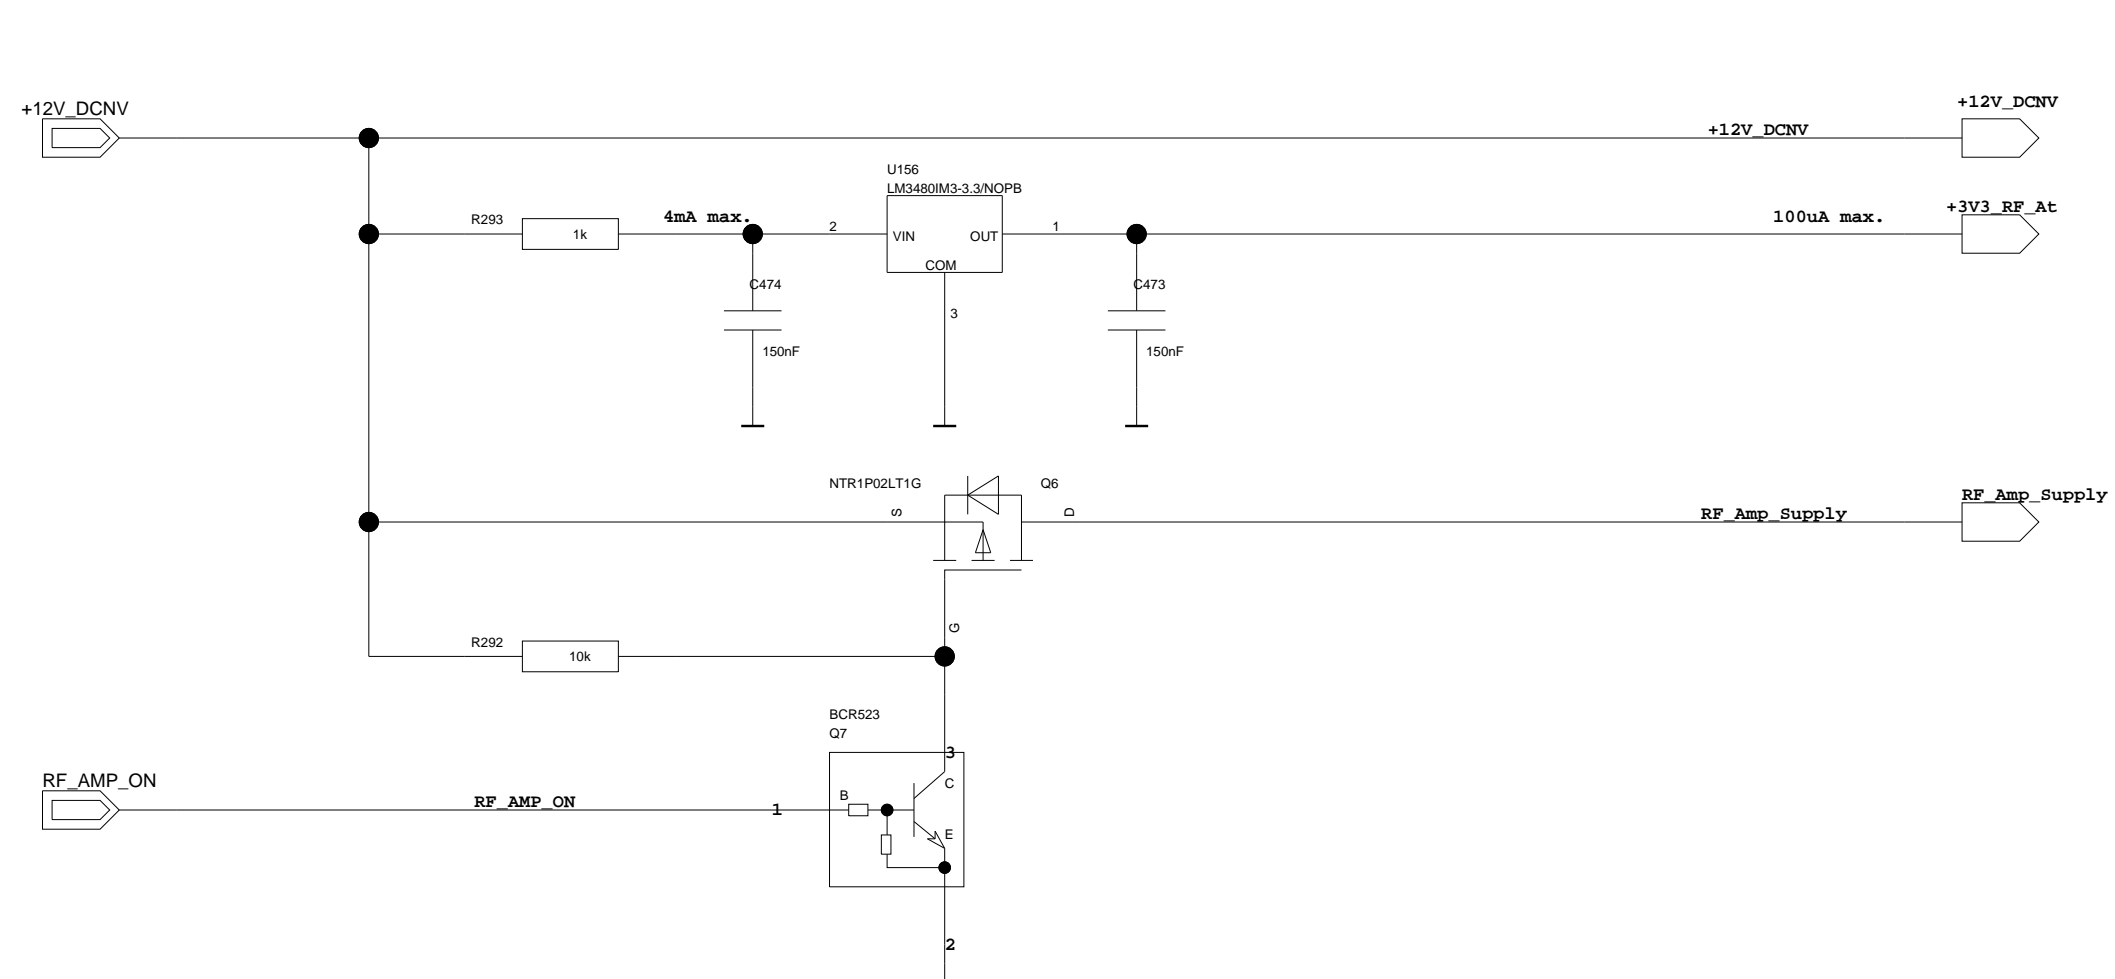 +12V_DCNV
+12V_DCNV
+12V_DCNV
U156
LM3480IM3-3.3/NOPB
R293
1k
4mA max.
2
VIN
OUT
COM
1
100uA max.
+3V3_RF_At
C474
150nF
3
C473
150nF
NTR1P02LT1G
Q6
S
D
G
RF_Amp_Supply
RF_Amp_Supply
R292
10k
BCR523
Q7
3
C
B
E
RF_AMP_ON
RF_AMP_ON
1
2